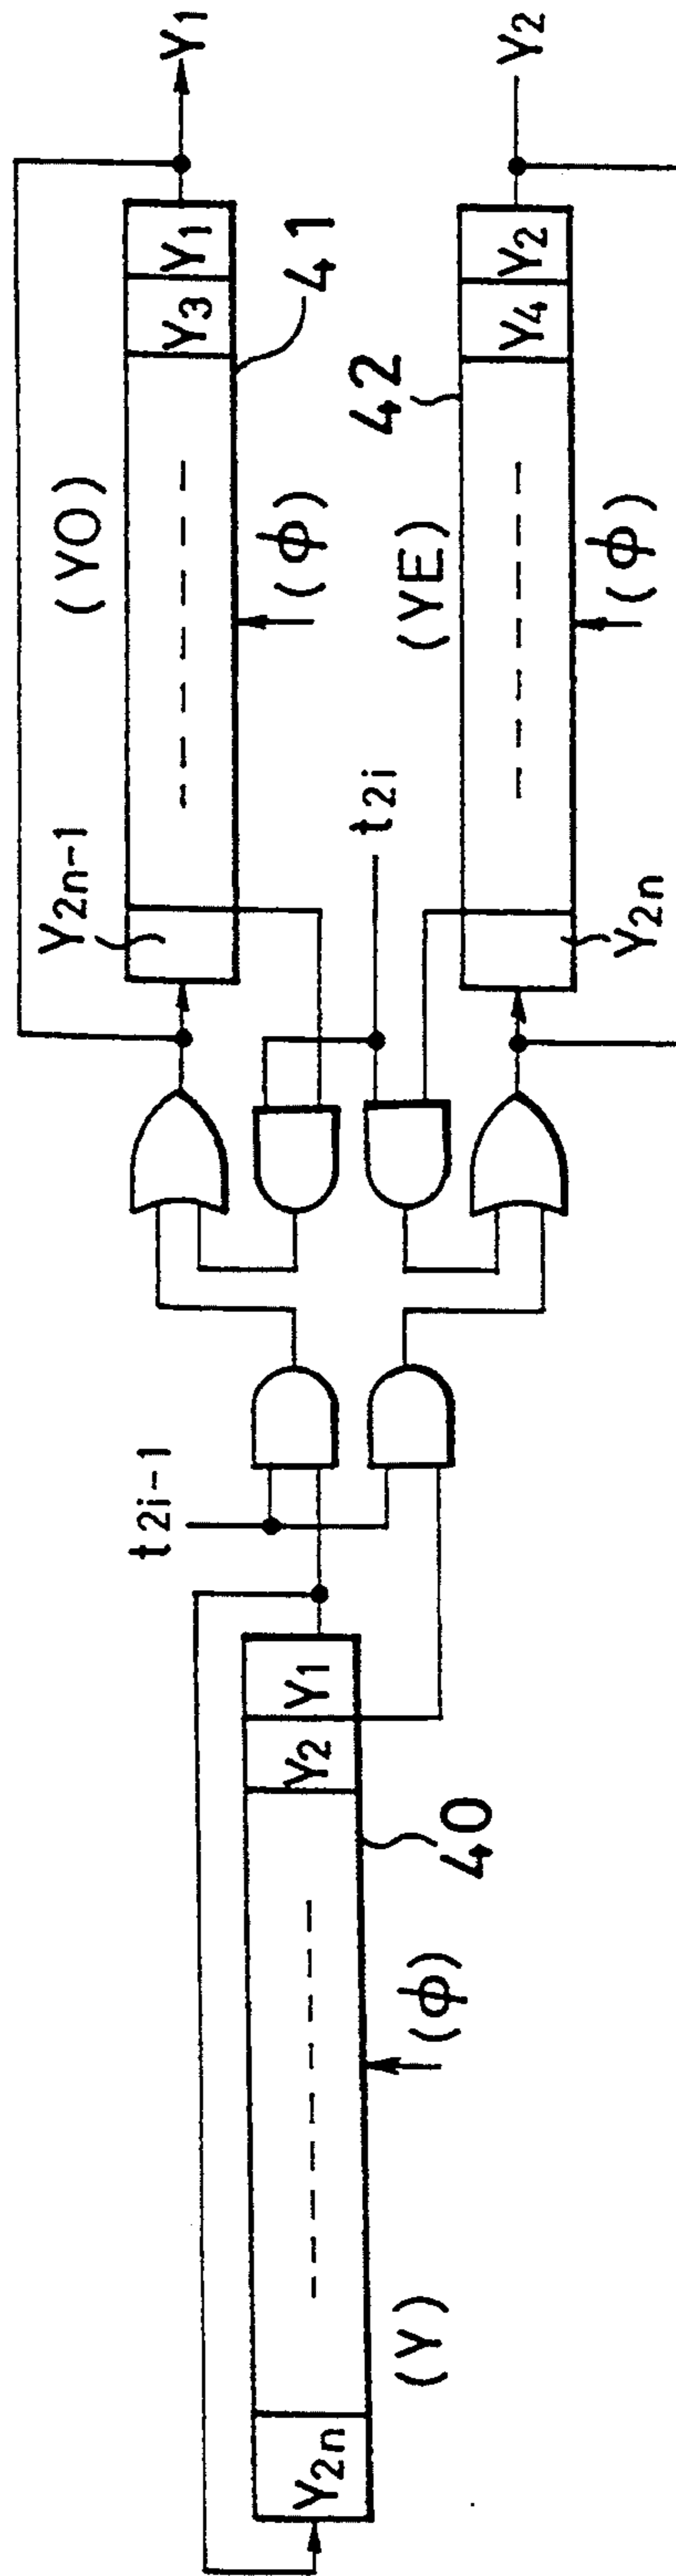 Y2n
Y2
Y1
(Y)
(φ)
40
t2i-1
Y2n-1
(YO)
Y3
Y1
Y1
41
(φ)
t2i
42
(YE)
Y4
Y2
Y2
Y2n
(φ)